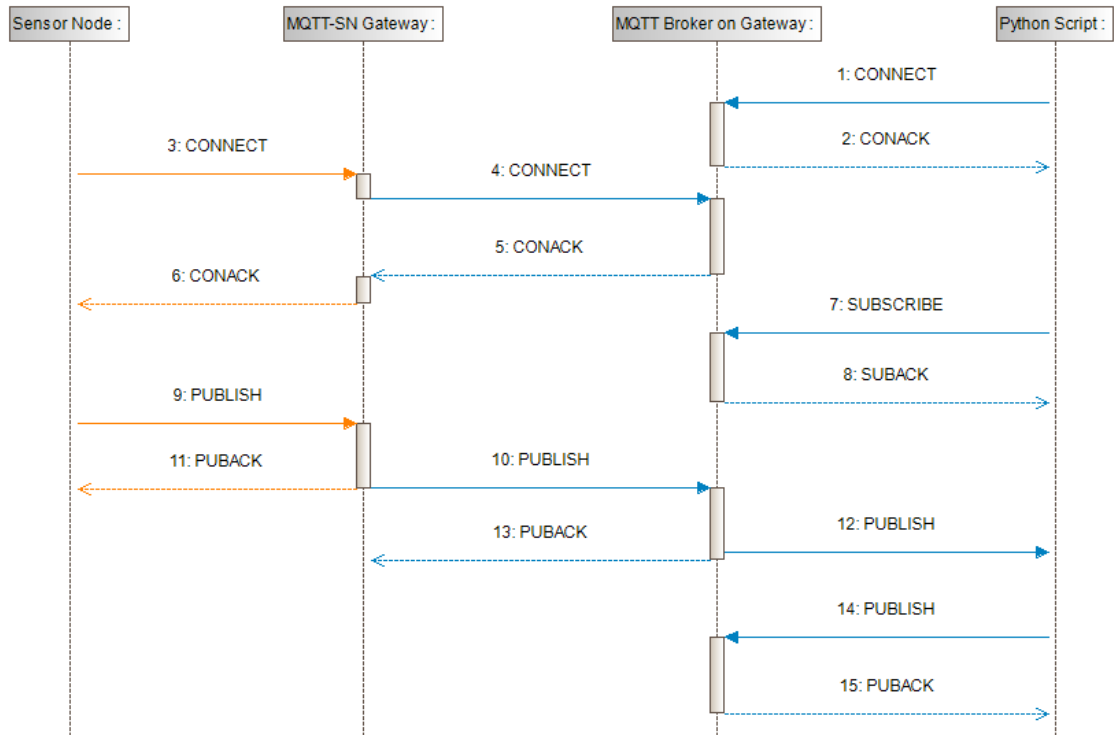 Sensor Node :
MQTT-SN Gateway :
MQTT Broker on Gateway :
Python Script :
1: CONNECT
2: CONACK
3: CONNECT
4: CONNECT
5: CONACK
6: CONACK
7: SUBSCRIBE
8: SUBACK
9: PUBLISH
11: PUBACK
10: PUBLISH
12: PUBLISH
13: PUBACK
14: PUBLISH
15: PUBACK